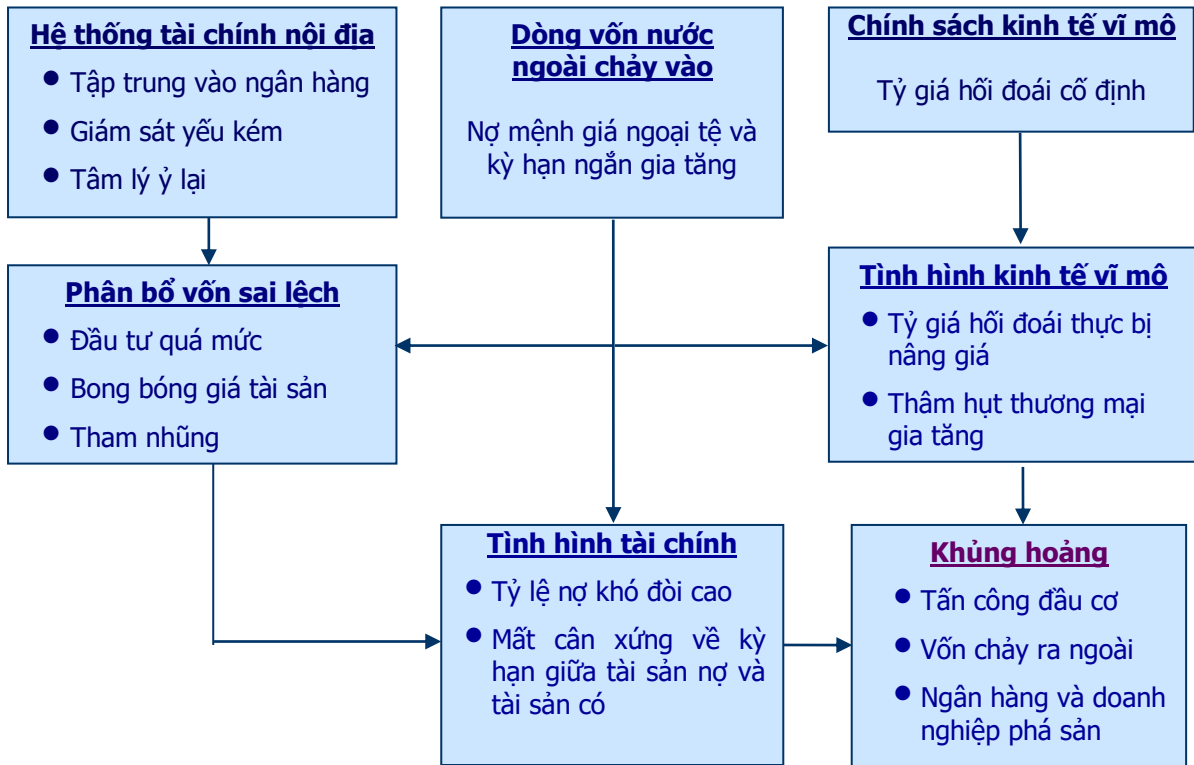 Hệ thống tài chính nội địa
• Tập trung vào ngân hàng
• Giám sát yếu kém
• Tâm lý ỷ lại
Dòng vốn nước
ngoài chảy vào
Nợ mệnh giá ngoại tệ và
kỳ hạn ngắn gia tăng
Chính sách kinh tế vĩ mô
Tỷ giá hối đoái cố định
Phân bổ vốn sai lệch
• Đầu tư quá mức
• Bong bóng giá tài sản
• Tham nhũng
Tình hình kinh tế vĩ mô
• Tỷ giá hối đoái thực bị
nâng giá
• Thâm hụt thương mại
gia tăng
Tình hình tài chính
• Tỷ lệ nợ khó đòi cao
• Mất cân xứng về kỳ
hạn giữa tài sản nợ và
tài sản có
Khủng hoảng
• Tấn công đầu cơ
• Vốn chảy ra ngoài
• Ngân hàng và doanh
nghiệp phá sản